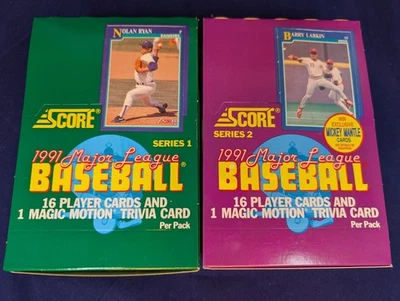 NOLAN RYAN
RANGERS
SCORE
SERIES 1
1991 Major League
BASEBALL
16 PLAYER CARDS AND
1 MAGIC MOTION TRIVIA CARD
Per Pack
BARRY LARKIN
SCORE
SERIES 2
EXCLUSIVE
MICKEY MANTLE
CARDS
1991 Major League
BASEBALL
16 PLAYER CARDS AND
1 MAGIC MOTION TRIVIA CARD
Per Pack